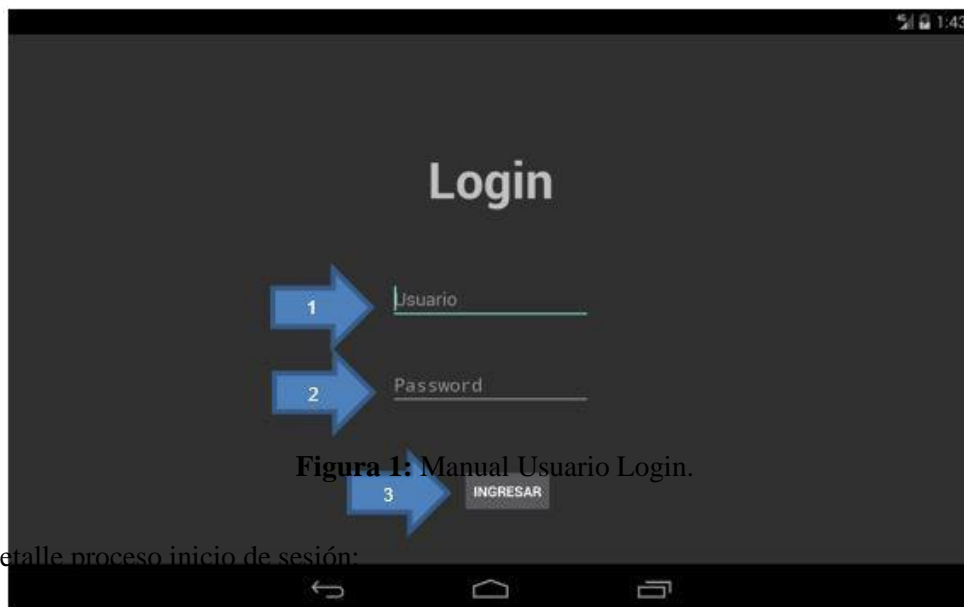 1:43
Login
1
Usuario
2
Password
Figura 1: Manual Usuario Login.
3
INGRESAR
etalle proceso inicio de sesión: